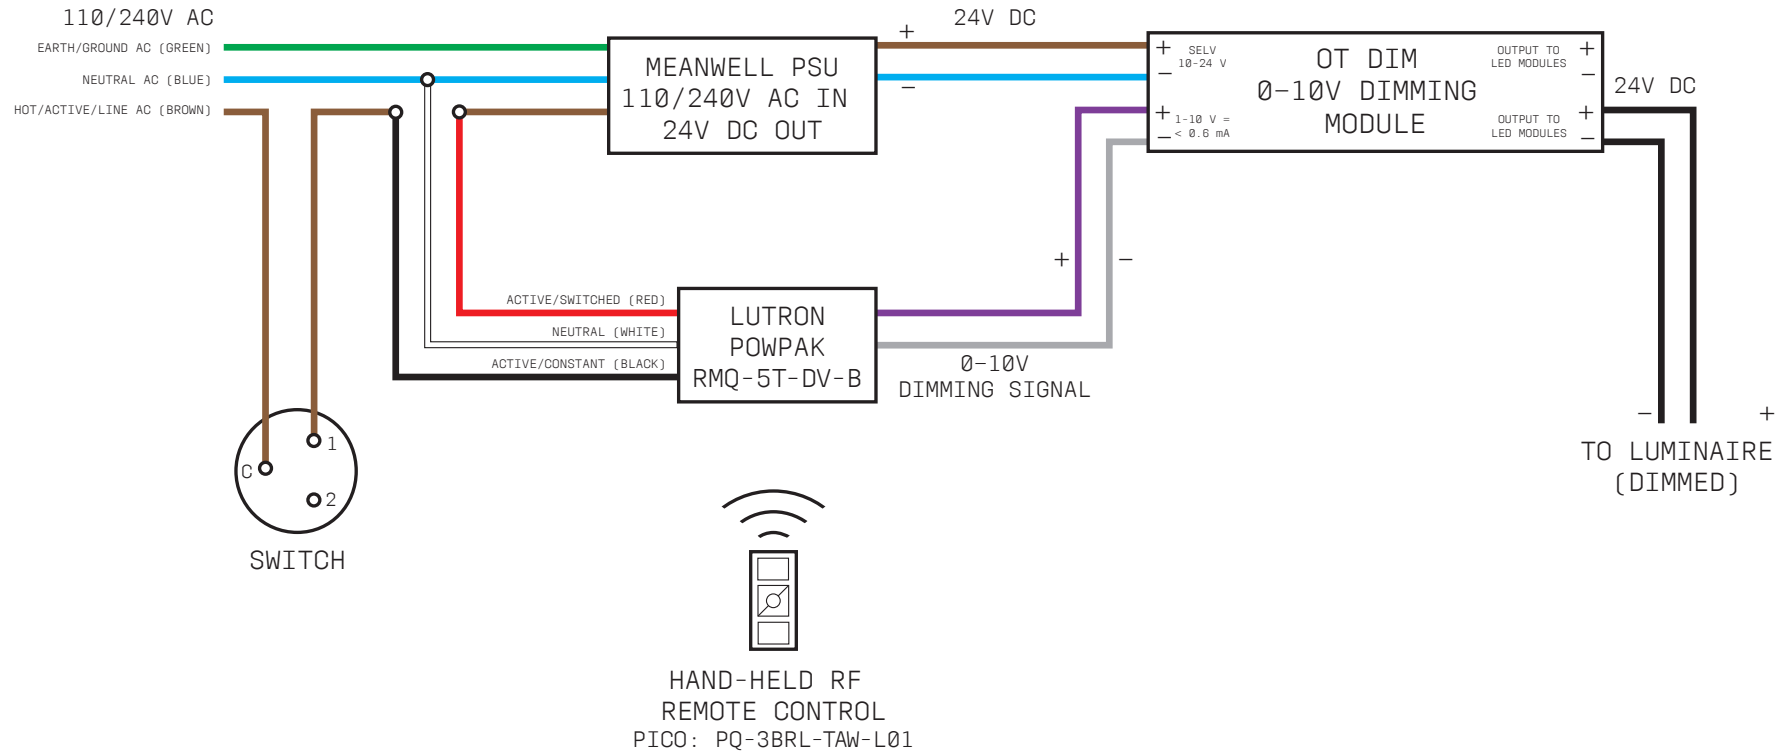 110/240V AC
EARTH/GROUND AC (GREEN)
NEUTRAL AC (BLUE)
HOT/ACTIVE/LINE AC (BROWN)
MEANWELL PSU
110/240V AC IN
24V DC OUT
+
24V DC
−
+
−
SELV
10-24 V
+
−
1-10 V =
< 0.6 mA
OT DIM
0-10V DIMMING
MODULE
OUTPUT TO
LED MODULES
+
−
OUTPUT TO
LED MODULES
+
−
24V DC
+
−
ACTIVE/SWITCHED (RED)
NEUTRAL (WHITE)
ACTIVE/CONSTANT (BLACK)
LUTRON
POWPAK
RMQ-5T-DV-B
0-10V
DIMMING SIGNAL
−
+
TO LUMINAIRE
(DIMMED)
C
1
2
SWITCH
HAND-HELD RF
REMOTE CONTROL
PICO: PQ-3BRL-TAW-L01